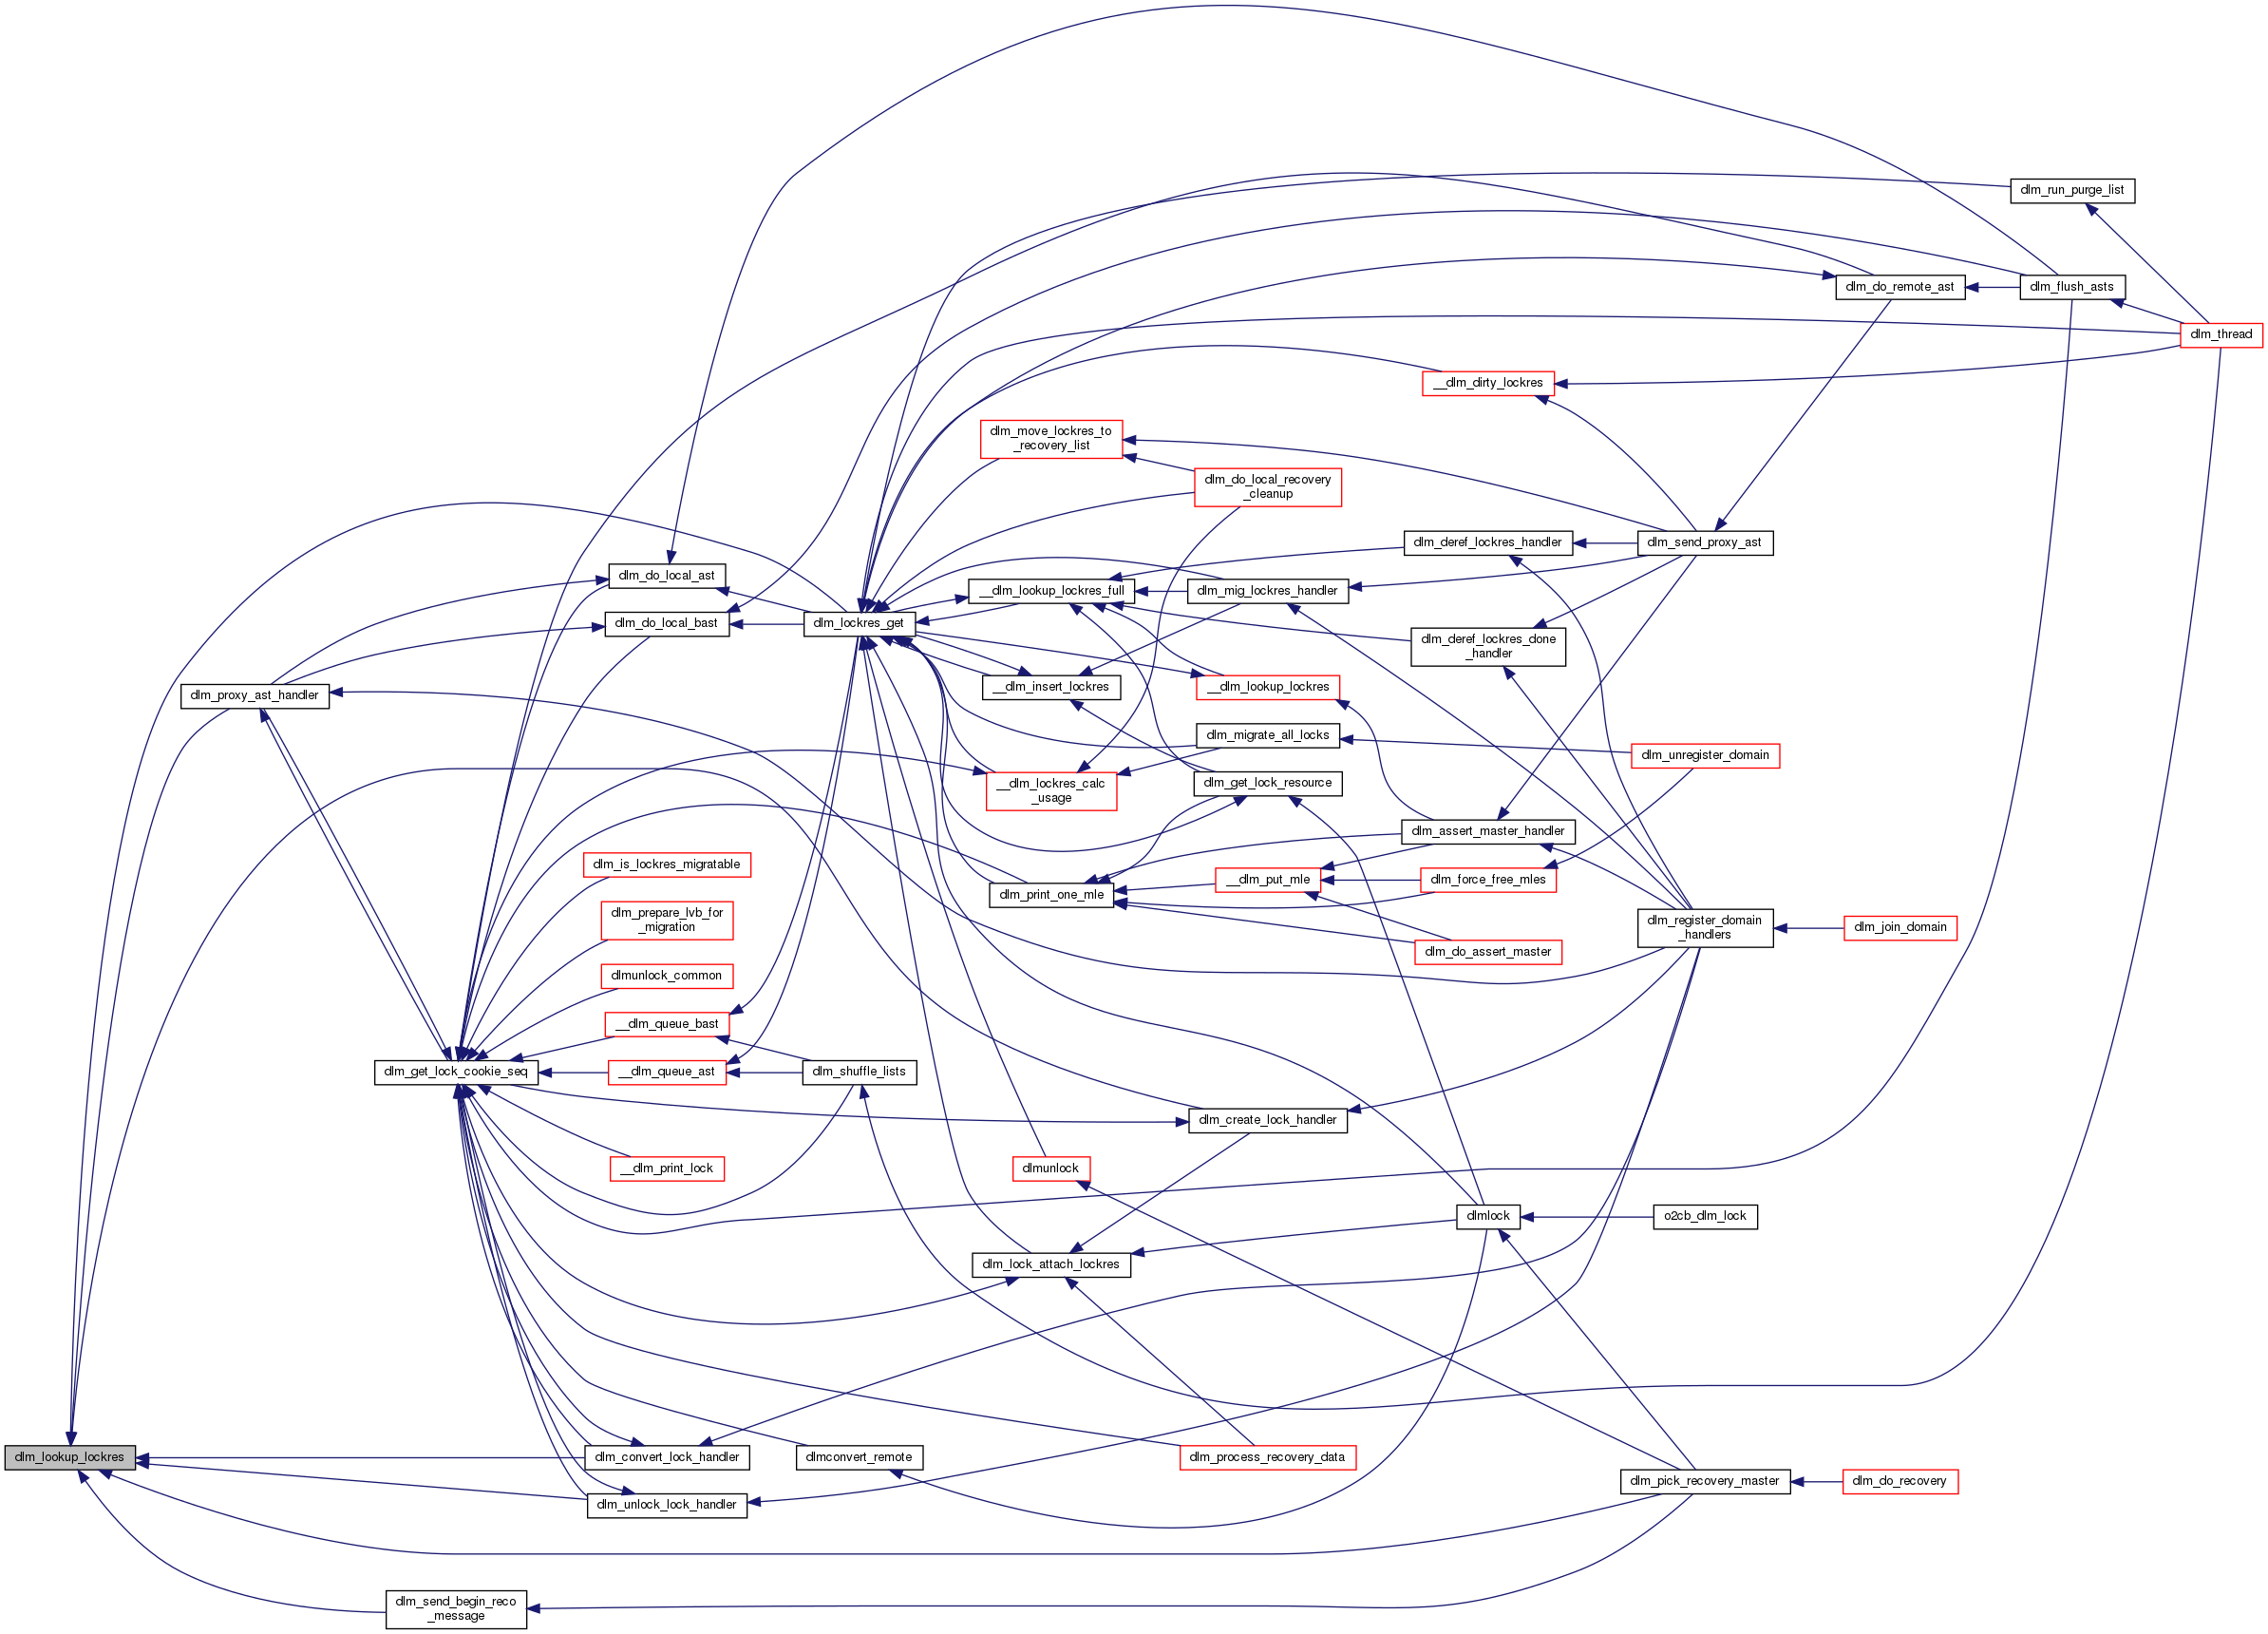 dlm_run_purge_list
dlm_do_remote_ast
dlm_flush_asts
dlm_thread
__dlm_dirty_lockres
dlm_move_lockres_to
_recovery_list
dlm_do_local_recovery
_cleanup
dlm_deref_lockres_handler
dlm_send_proxy_ast
dlm_do_local_ast
__dlm_lookup_lockres_full
dlm_mig_lockres_handler
dlm_do_local_bast
dlm_lockres_get
dlm_deref_lockres_done
_handler
dlm_proxy_ast_handler
__dlm_insert_lockres
__dlm_lookup_lockres
dlm_migrate_all_locks
dlm_unregister_domain
__dlm_lockres_calc
_usage
dlm_get_lock_resource
dlm_assert_master_handler
dlm_is_lockres_migratable
dlm_print_one_mle
__dlm_put_mle
dlm_force_free_mles
dlm_prepare_lvb_for
_migration
dlm_register_domain
_handlers
dlm_join_domain
dlm_do_assert_master
dlmunlock_common
__dlm_queue_bast
dlm_get_lock_cookie_seq
__dlm_queue_ast
dlm_shuffle_lists
dlm_create_lock_handler
__dlm_print_lock
dlmunlock
dlmlock
o2cb_dlm_lock
dlm_lock_attach_lockres
dlm_lookup_lockres
dlm_convert_lock_handler
dlmconvert_remote
dlm_process_recovery_data
dlm_unlock_lock_handler
dlm_pick_recovery_master
dlm_do_recovery
dlm_send_begin_reco
_message